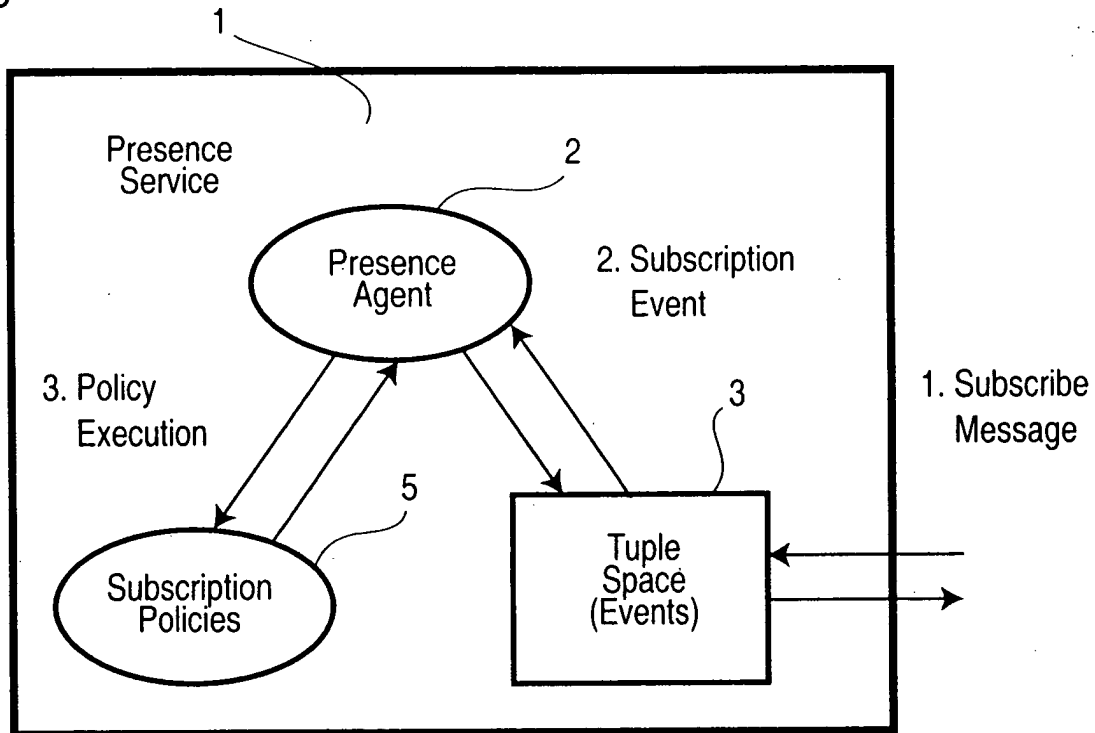 1
Presence
Service
2
Presence
Agent
2. Subscription
Event
3. Policy
Execution
3
1. Subscribe
Message
5
Subscription
Policies
Tuple
Space
(Events)